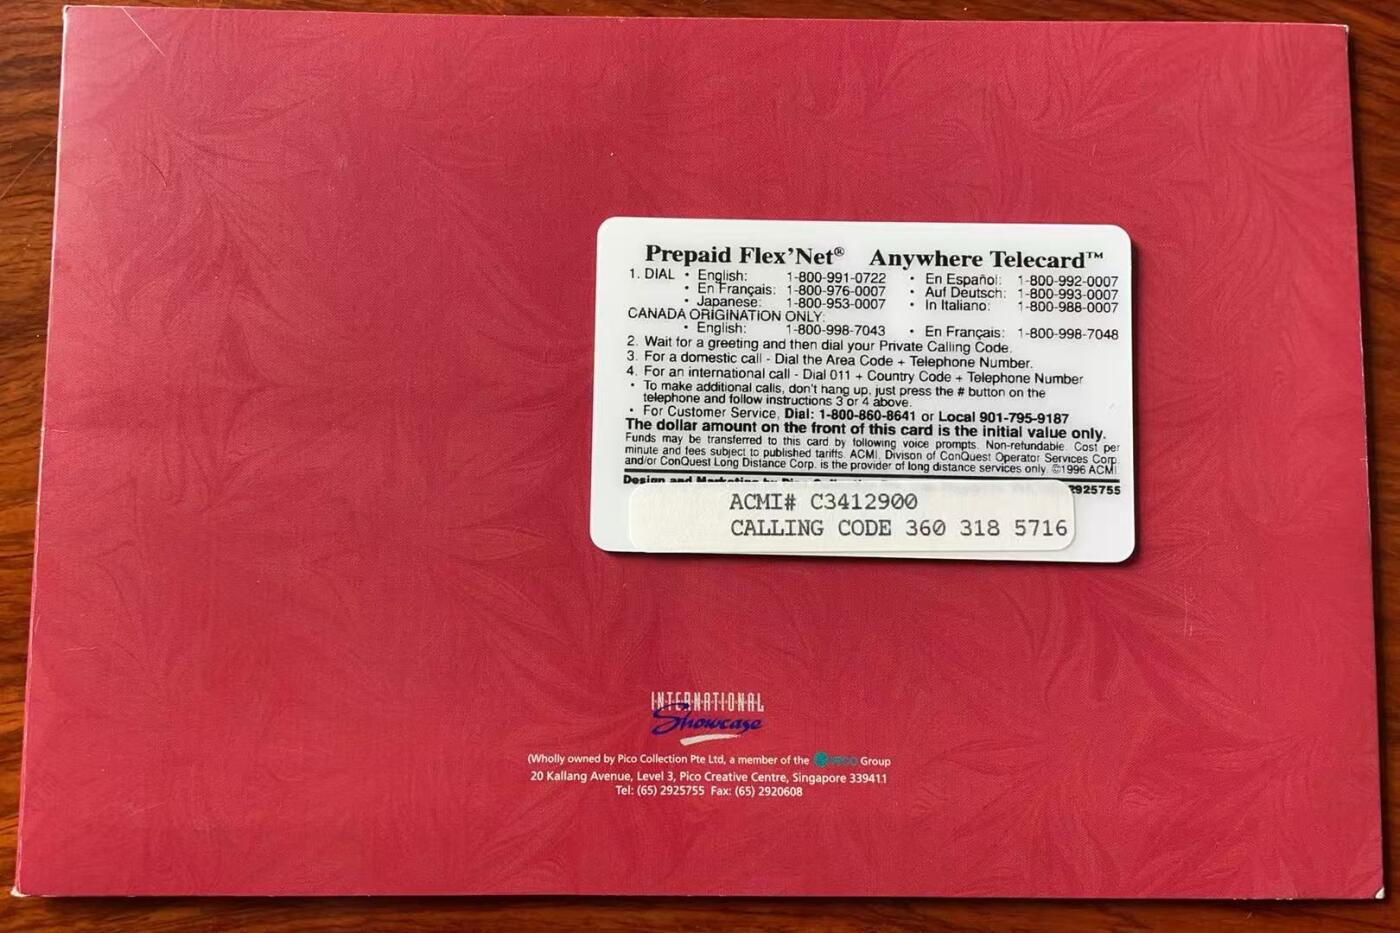 Prepaid Flex'Net® Anywhere Telecard™
1. DIAL • English: 1-800-991-0722 • En Español: 1-800-992-0007
• En Français: 1-800-976-0007 • Auf Deutsch: 1-800-993-0007
• Japanese: 1-800-953-0007 • In Italiano: 1-800-988-0007
CANADA ORIGINATION ONLY:
• English: 1-800-998-7043 • En Français: 1-800-998-7048
2. Wait for a greeting and then dial your Private Calling Code.
3. For a domestic call - Dial the Area Code + Telephone Number.
4. For an international call - Dial 011 + Country Code + Telephone Number
• To make additional calls, don't hang up, just press the # button on the
telephone and follow instructions 3 or 4 above.
• For Customer Service, Dial: 1-800-860-8641 or Local 901-795-9187
The dollar amount on the front of this card is the initial value only.
Funds may be transferred to this card by following voice prompts. Non-refundable. Cost per
minute and fees subject to published tariffs. ACMI, Divison of ConQuest Operator Services Corp
and/or ConQuest Long Distance Corp. is the provider of long distance services only. ©1996 ACMI
Design and Marketing by 2925755
ACMI# C3412900
CALLING CODE 360 318 5716
INTERNATIONAL
Showcase
(Wholly owned by Pico Collection Pte Ltd, a member of the PICO Group
20 Kallang Avenue, Level 3, Pico Creative Centre, Singapore 339411
Tel: (65) 2925755 Fax: (65) 2920608